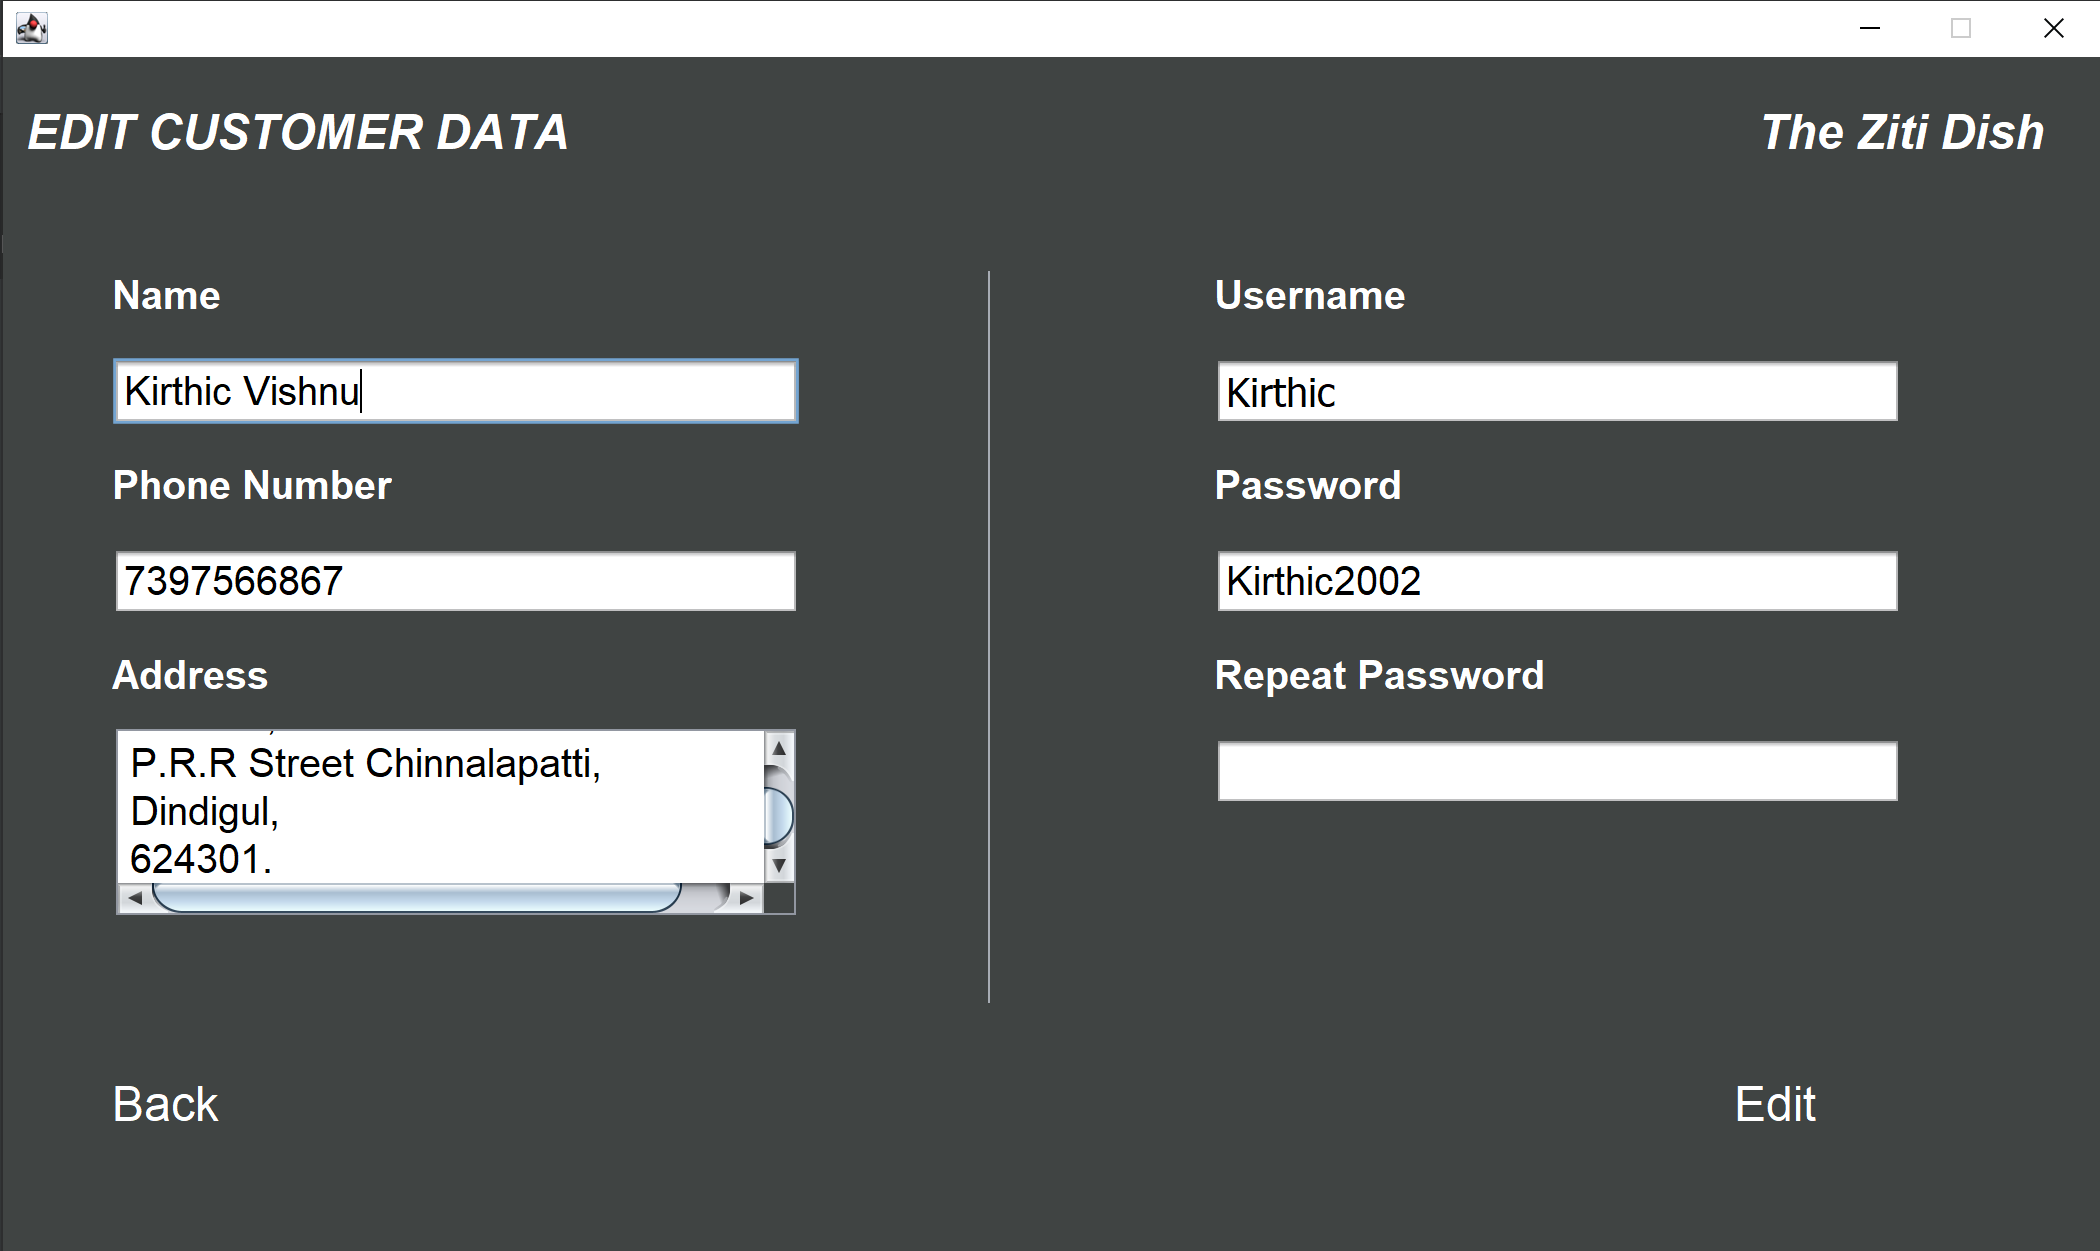 EDIT CUSTOMER DATA
The Ziti Dish
Name
Kirthic Vishnu
Phone Number
7397566867
Address
P.R.R Street Chinnalapatti,
Dindigul,
624301.
Username
Kirthic
Password
Kirthic2002
Repeat Password
Back
Edit